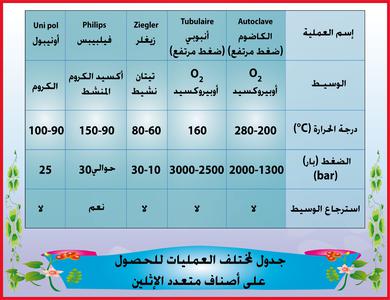 إسم العملية
Autoclave
الكاضوم
(ضغط مرتفع)
Tubulaire
أنبوبي
(ضغط مرتفع)
Ziegler
زيغلر
Philips
فيليبس
Uni pol
أونيبول
الوسيط
O2
أوبيروكسيد
O2
أوبيروكسيد
تيتان
نشيط
أكسيد الكروم
المنشط
الكروم
درجة الحرارة (°C)
280-200
160
80-60
150-90
100-90
الضغط (بار)
(bar)
2000-1300
3000-2500
30-10
حوالي30
25
استرجاع الوسيط
لا
لا
لا
نعم
لا
جدول لمختلف العمليات للحصول
على أصناف متعدد الإثلين